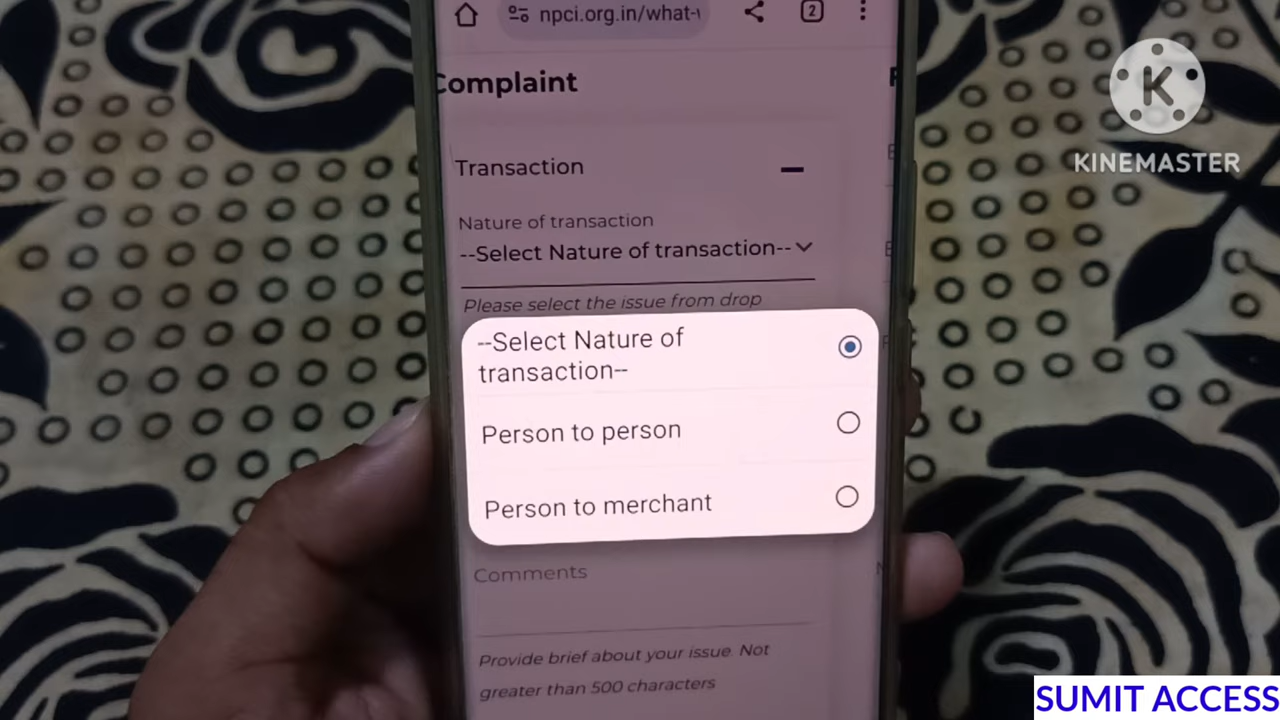 npci.org.in/what-
2
Complaint
Transaction
Nature of transaction
--Select Nature of transaction--
Please select the issue from drop
--Select Nature of
transaction--
Person to person
Person to merchant
Comments
Provide brief about your issue. Not
greater than 500 characters
K
KINEMASTER
SUMIT ACCESS